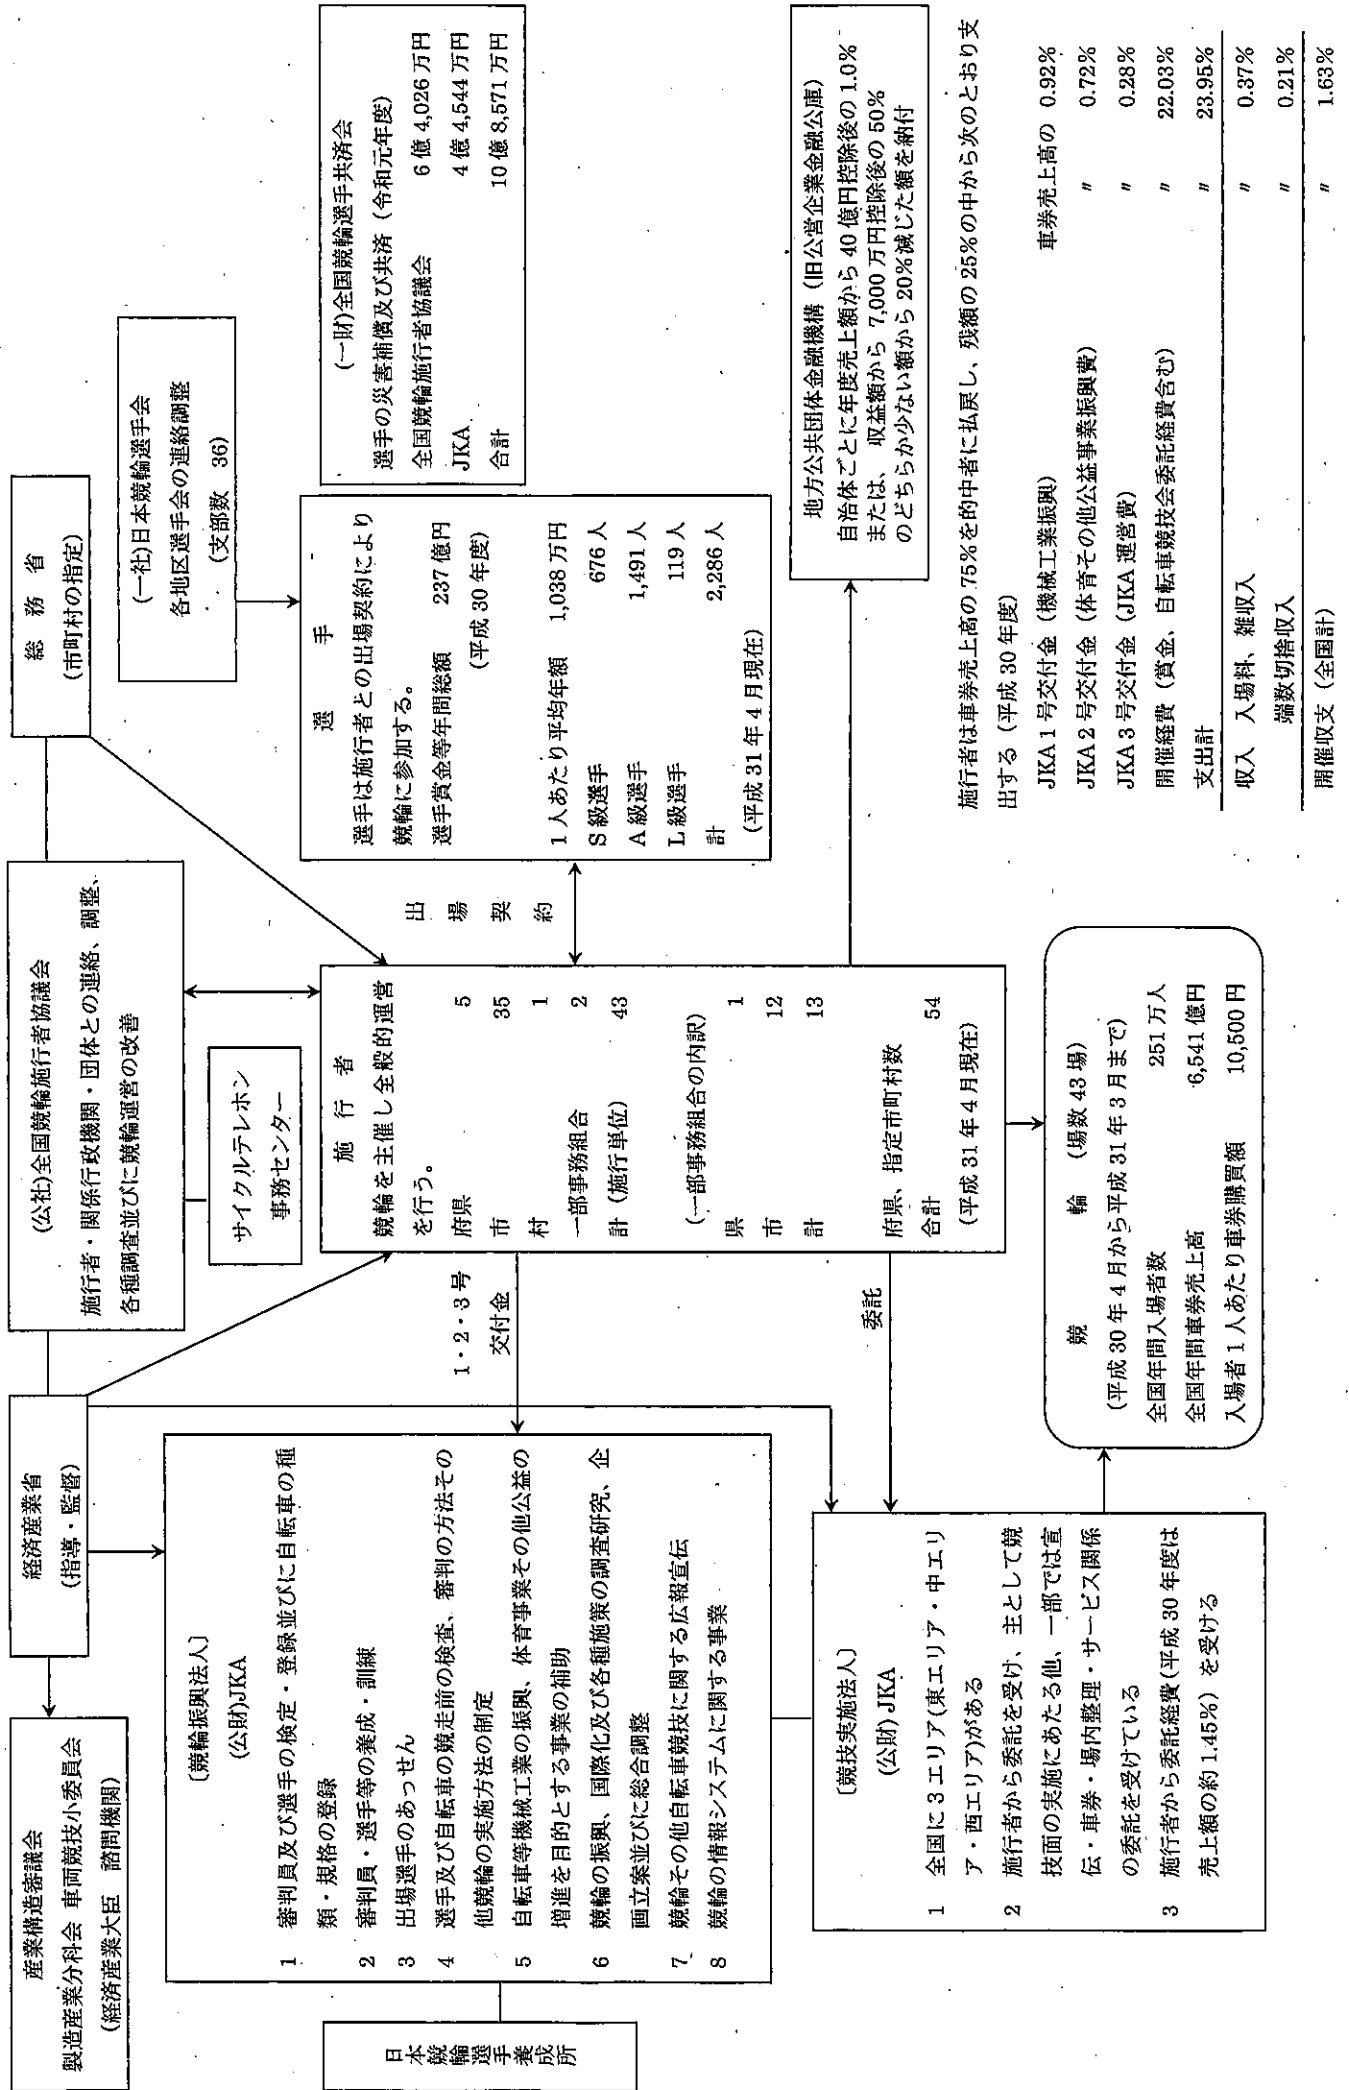 産業構造審議会
製造産業分科会 車両競技小委員会
(経済産業大臣 諮問機関)
経済産業省
(指導・監督)
(公社)全国競輪施行者協議会
施行者・関係行政機関・団体との連絡、調整、
各種調査並びに競輪運営の改善
総務省
(市町村の指定)
サイクルテレホン
事務センター
(一社)日本競輪選手会
各地区選手会の連絡調整
(支部数 36)
〔競輪振興法人〕
(公財)JKA
1 審判員及び選手の検定・登録並びに自転車の種
類・規格の登録
2 審判員・選手等の養成・訓練
3 出場選手のあっせん
4 選手及び自転車の競走前の検査、審判の方法その
他競輪の実施方法の制定
5 自転車等機械工業の振興、体育事業その他公益の
増進を目的とする事業の補助
6 競輪の振興、国際化及び各種施策の調査研究、企
画立案並びに総合調整
7 競輪その他自転車競技に関する広報宣伝
8 競輪の情報システムに関する事業
日本競輪選手養成所
1・2・3号
交付金
施行者
競輪を主催し全般的運営
を行う。
府県 5
市 35
村 1
一部事務組合 2
計(施行単位) 43
(一部事務組合の内訳)
県 1
市 12
計 13
府県、指定市町村数
合計 54
(平成31年4月現在)
出場契約
選手
選手は施行者との出場契約により
競輪に参加する。
選手賞金等年間総額 237億円
(平成30年度)
1人あたり平均年額 1,038万円
S級選手 676人
A級選手 1,491人
L級選手 119人
計 2,286人
(平成31年4月現在)
(一財)全国競輪選手共済会
選手の災害補償及び共済(令和元年度)
全国競輪施行者協議会 6億4,026万円
JKA 4億4,544万円
合計 10億8,571万円
委託
〔競技実施法人〕
(公財)JKA
1 全国に3エリア(東エリア・中エリ
ア・西エリア)がある
2 施行者から委託を受け、主として競
技面の実施にあたる他、一部では宣
伝・車券・場内整理・サービス関係
の委託を受けている
3 施行者から委託経費(平成30年度は
売上額の約1.45%)を受ける
競輪 (場数43場)
(平成30年4月から平成31年3月まで)
全国年間入場者数 251万人
全国年間車券売上高 6,541億円
入場者1人あたり車券購買額 10,500円
地方公共団体金融機構(旧公営企業金融公庫)
自治体ごとに年度売上額から40億円控除後の1.0%
または、収益額から7,000万円控除後の50%
のどちらか少ない額から20%減じた額を納付
施行者は車券売上高の75%を的中者に払戻し、残額の25%の中から次のとおり支
出する(平成30年度)
JKA1号交付金(機械工業振興) 車券売上高の 0.92%
JKA2号交付金(体育その他公益事業振興費) 〃 0.72%
JKA3号交付金(JKA運営費) 〃 0.28%
開催経費(賞金、自転車競技会委託経費含む) 〃 22.03%
支出計 〃 23.95%
収入 入場料、雑収入 〃 0.37%
端数切捨収入 〃 0.21%
開催収支(全国計) 〃 1.63%